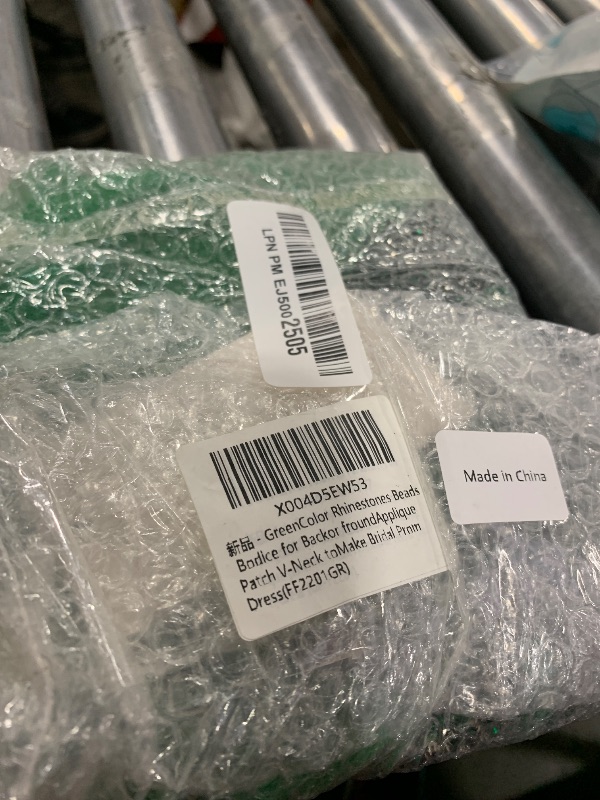 LPN PM EJ5002505
X004D5EW53
新品 - GreenColor Rhinestones Beads
Bodice for Backor froundApplique
Patch V-Neck toMake Bridal Prom
Dress(FF2201GR)
Made in China